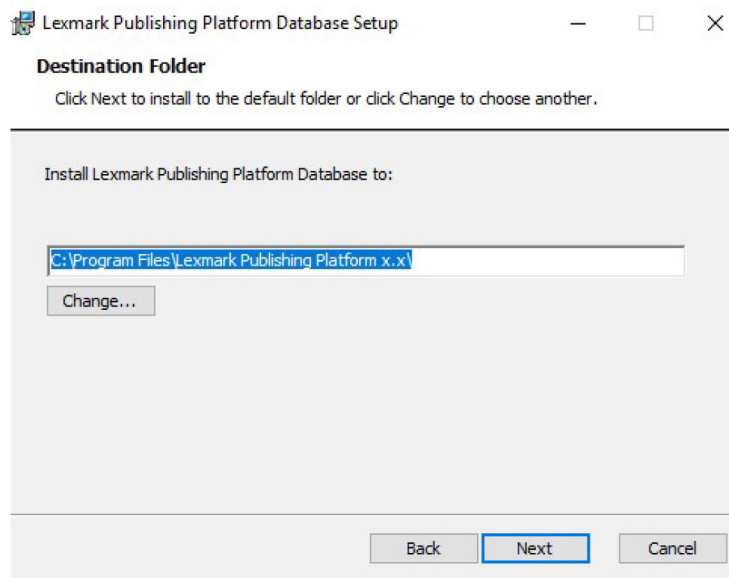 Lexmark Publishing Platform Database Setup
Destination Folder
Click Next to install to the default folder or click Change to choose another.
Install Lexmark Publishing Platform Database to:
C:\Program Files\Lexmark Publishing Platform x.x\
Change...
Back Next Cancel